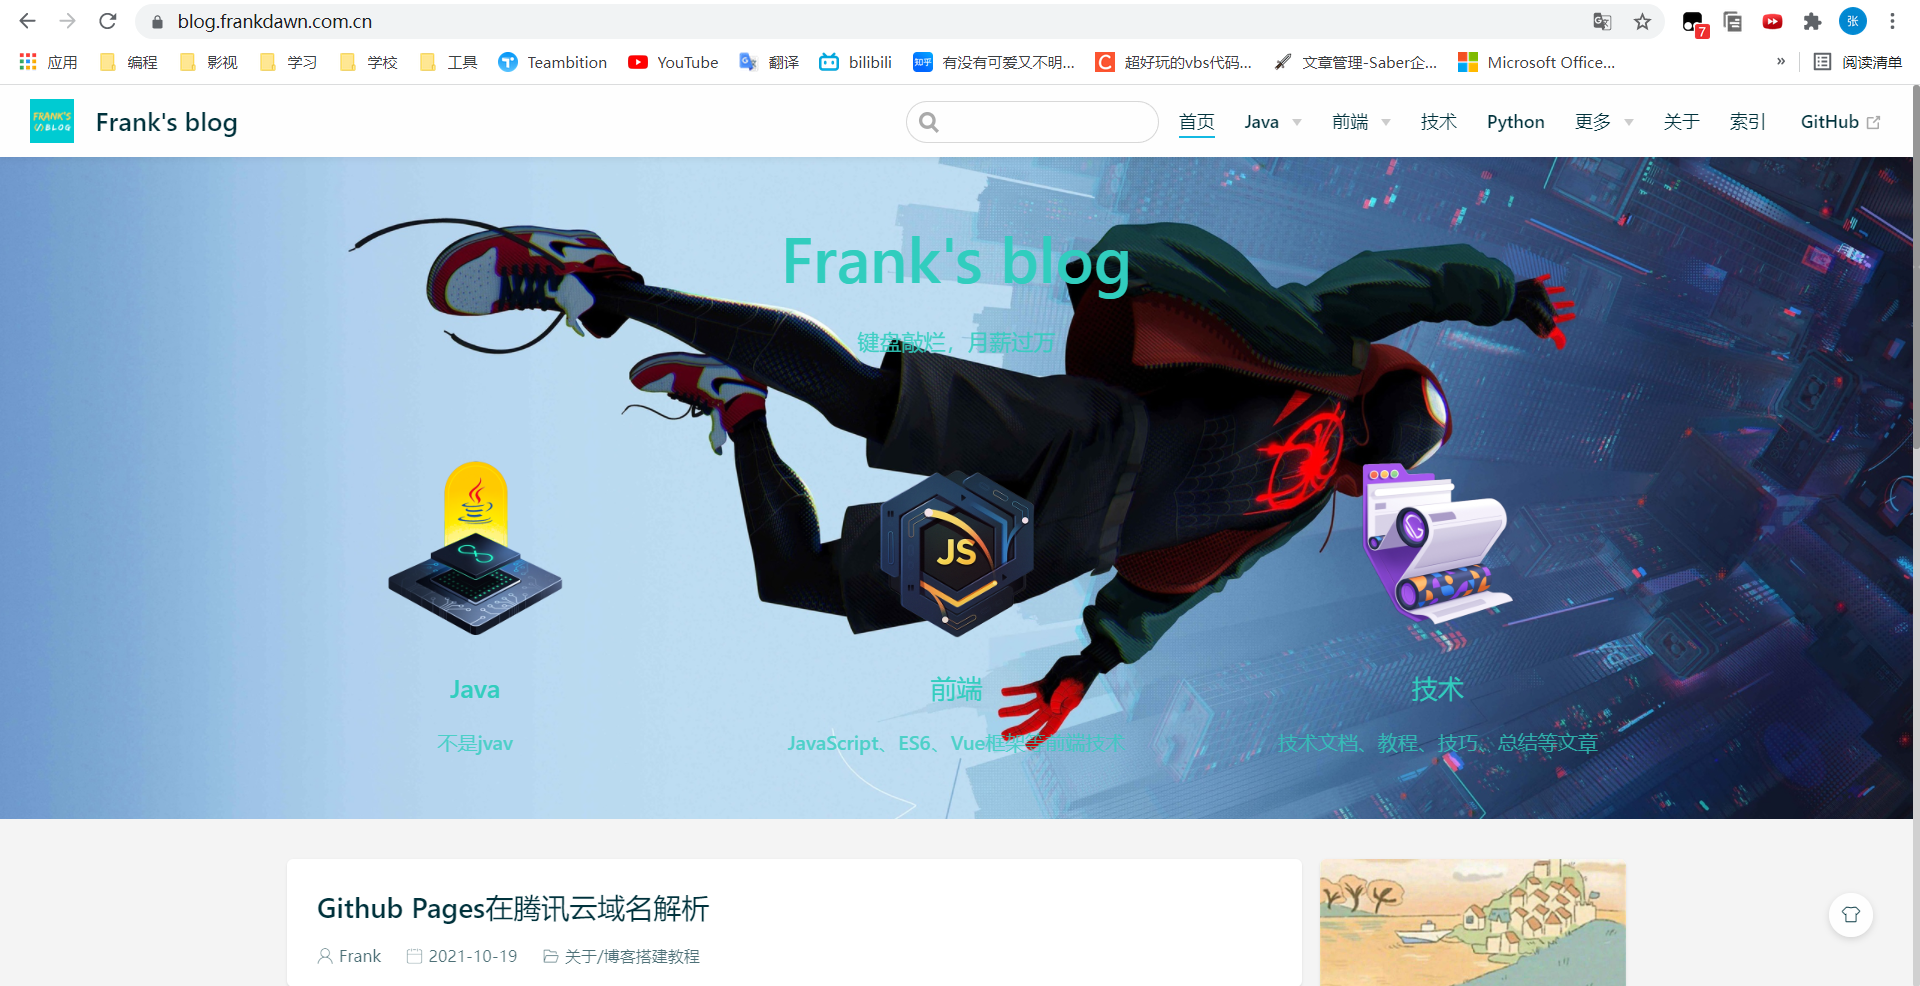 blog.frankdawn.com.cn
7
张
应用 编程 影视 学习 学校 工具 Teambition YouTube 翻译 bilibili 知乎 有没有可爱又不明... C 超好玩的vbs代码... 文章管理-Saber企... Microsoft Office... » 阅读清单
FRANK'S
BLOG
Frank's blog
首页 Java 前端 技术 Python 更多 关于 索引 GitHub
Frank's blog
键盘敲烂，月薪过万
JS
Java 前端 技术
不是jvav JavaScript、ES6、Vue框架等前端技术 技术文档、教程、技巧、总结等文章
Github Pages在腾讯云域名解析
Frank 2021-10-19 关于/博客搭建教程